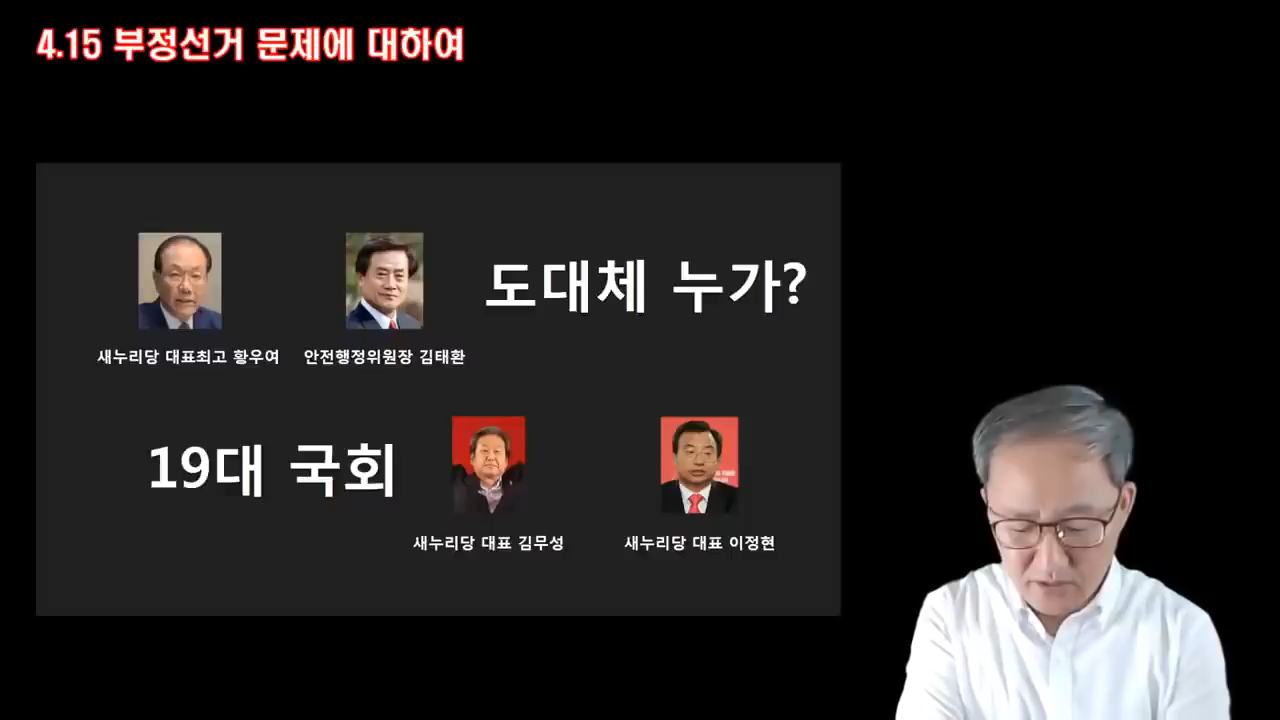 4.15 부정선거 문제에 대하여
도대체 누가?
새누리당 대표최고 황우여
안전행정위원장 김태환
19대 국회
새누리당 대표 김무성
새누리당 대표 이정현